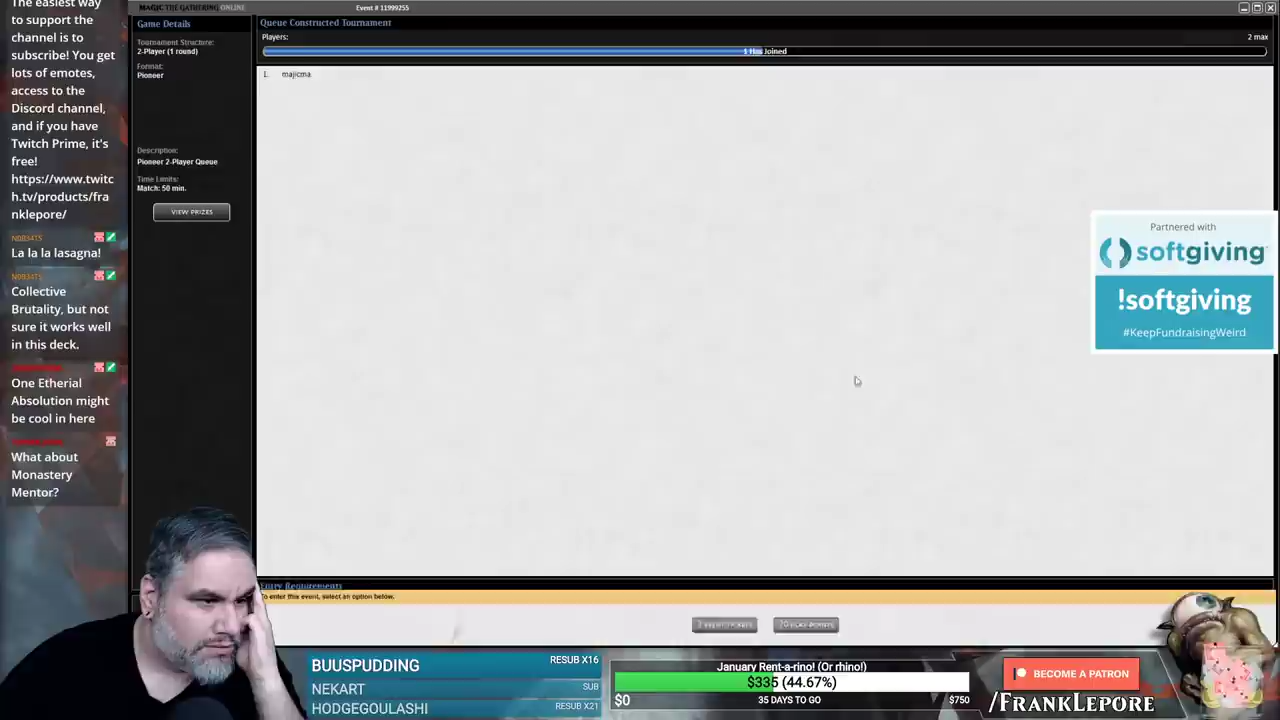 The easiest way
to support the
channel is to
subscribe! You get
lots of emotes,
access to the
Discord channel,
and if you have
Twitch Prime, it's
free!
https://www.twitc
h.tv/products/fra
nklepore/
La la la lasagna!
Collective
Brutality, but not
sure it works well
in this deck.
One Etherial
Absolution might
be cool in here
What about
Monastery
Mentor?
MAGIC THE GATHERING ONLINE
Event # 11999255
Game Details
Tournament Structure:
2-Player (1 round)
Format:
Pioneer
Description:
Pioneer 2-Player Queue
Time Limits:
Match: 50 min.
VIEW PRIZES
Queue Constructed Tournament
Players:
2 max
Has Joined
1. majicma
Entry Requirements
To enter this event, select an option below.
Partnered with
softgiving
!softgiving
#KeepFundraisingWeird
BUUSPUDDING RESUB X16
NEKART SUB
HODGEGOULASHI RESUB X21
January Rent-a-rino! (Or rhino!)
$335 (44.67%)
$0 35 DAYS TO GO $750
BECOME A PATRON
/FRANKLEPORE